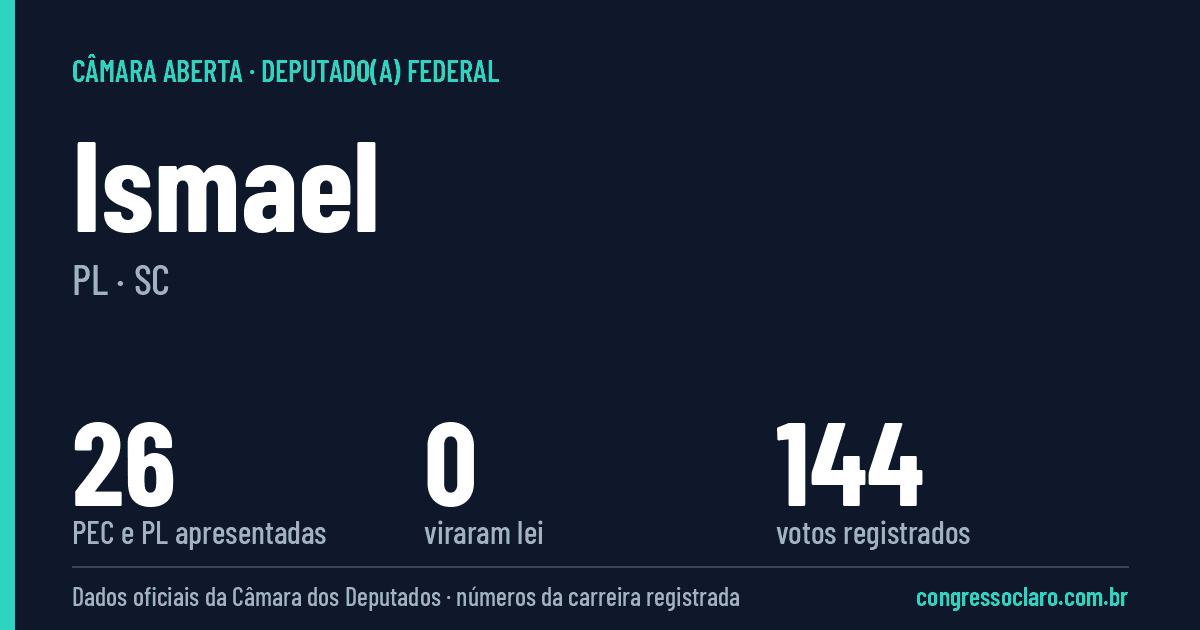 CÂMARA ABERTA · DEPUTADO(A) FEDERAL
Ismael
PL · SC
26
0
144
PEC e PL apresentadas
viraram lei
votos registrados
Dados oficiais da Câmara dos Deputados · números da carreira registrada
congressoclaro.com.br